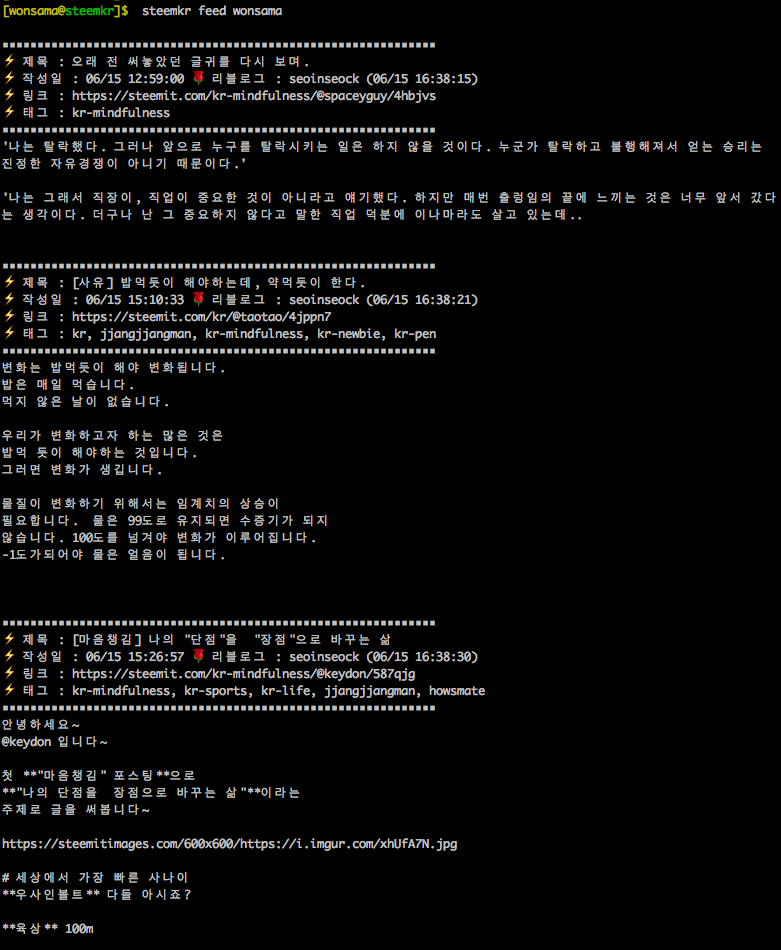 [wonsama@steemkr]$ steemkr feed wonsama
⚡ 제목 : 오래 전 써놓았던 글귀를 다시 보며.
⚡ 작성일 : 06/15 12:59:00 🌹 리블로그 : seoinseock (06/15 16:38:15)
⚡ 링크 : https://steemit.com/kr-mindfulness/@spaceyguy/4hbjvs
⚡ 태그 : kr-mindfulness
'나는 탈락했다. 그러나 앞으로 누구를 탈락시키는 일은 하지 않을 것이다. 누군가 탈락하고 불행해져서 얻는 승리는
진정한 자유경쟁이 아니기 때문이다.'
'나는 그래서 직장이, 직업이 중요한 것이 아니라고 얘기했다. 하지만 매번 출렁임의 끝에 느끼는 것은 너무 앞서 갔다
는 생각이다. 더구나 난 그 중요하지 않다고 말한 직업 덕분에 이나마라도 살고 있는데..
⚡ 제목 : [사유] 밥먹듯이 해야하는데, 약먹듯이 한다.
⚡ 작성일 : 06/15 15:10:33 🌹 리블로그 : seoinseock (06/15 16:38:21)
⚡ 링크 : https://steemit.com/kr/@taotao/4jppn7
⚡ 태그 : kr, jjangjjangman, kr-mindfulness, kr-newbie, kr-pen
변화는 밥먹듯이 해야 변화됩니다.
밥은 매일 먹습니다.
먹지 않은 날이 없습니다.
우리가 변화하고자 하는 많은 것은
밥먹 듯이 해야하는 것입니다.
그러면 변화가 생깁니다.
물질이 변화하기 위해서는 임계치의 상승이
필요합니다. 물은 99도로 유지되면 수증기가 되지
않습니다. 100도를 넘겨야 변화가 이루어집니다.
-1도가되어야 물은 얼음이 됩니다.
⚡ 제목 : [마음챙김] 나의 "단점"을 "장점"으로 바꾸는 삶
⚡ 작성일 : 06/15 15:26:57 🌹 리블로그 : seoinseock (06/15 16:38:30)
⚡ 링크 : https://steemit.com/kr-mindfulness/@keydon/587qjg
⚡ 태그 : kr-mindfulness, kr-sports, kr-life, jjangjjangman, howsmate
안녕하세요~
@keydon 입니다~
첫 **"마음챙김" 포스팅**으로
**"나의 단점을 장점으로 바꾸는 삶"**이라는
주제로 글을 써봅니다~
https://steemitimages.com/600x600/https://i.imgur.com/xhUfA7N.jpg
# 세상에서 가장 빠른 사나이
**우사인볼트** 다들 아시죠?
**육상** 100m